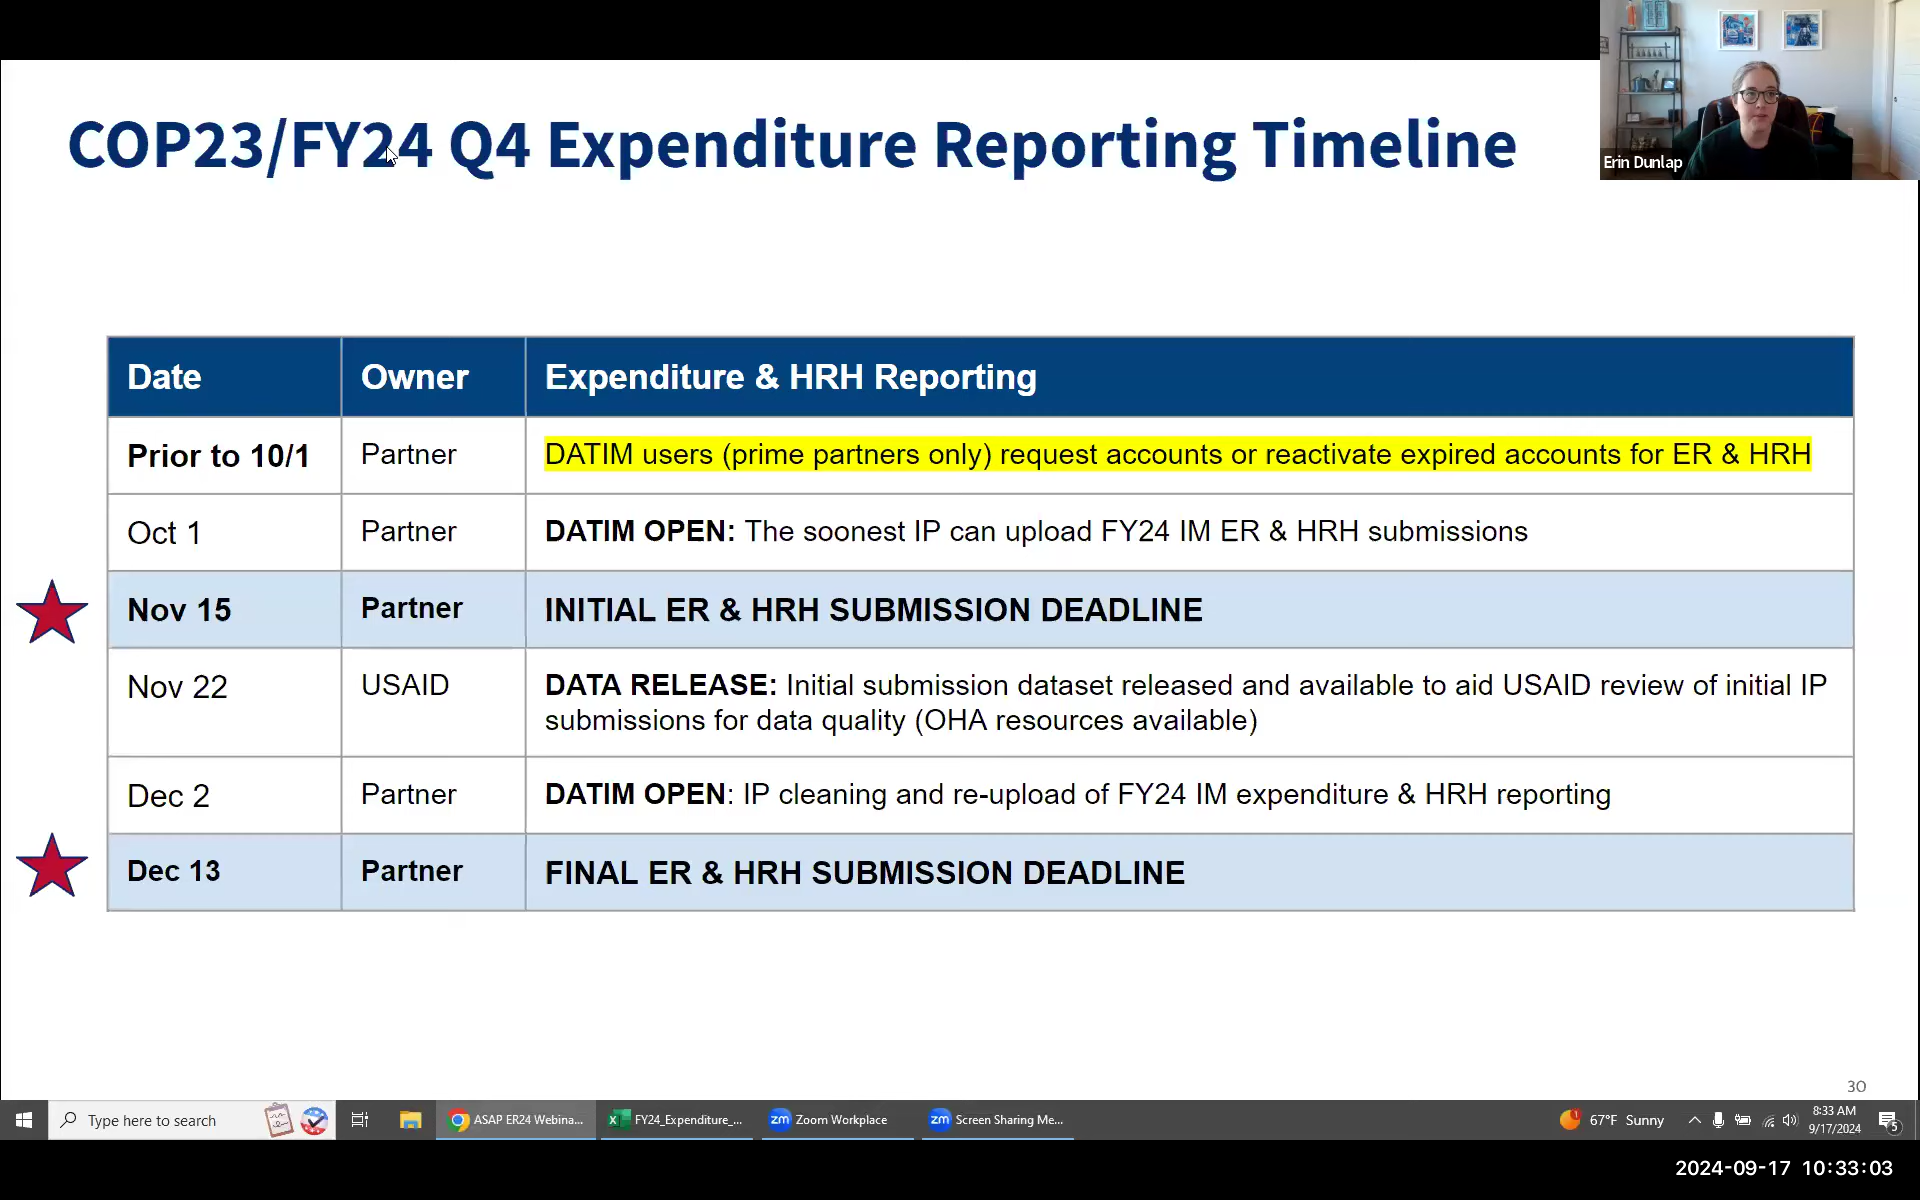 COP23/FY24 Q4 Expenditure Reporting Timeline
Erin Dunlap
Date Owner Expenditure & HRH Reporting
Prior to 10/1 Partner DATIM users (prime partners only) request accounts or reactivate expired accounts for ER & HRH
Oct 1 Partner DATIM OPEN: The soonest IP can upload FY24 IM ER & HRH submissions
Nov 15 Partner INITIAL ER & HRH SUBMISSION DEADLINE
Nov 22 USAID DATA RELEASE: Initial submission dataset released and available to aid USAID review of initial IP
submissions for data quality (OHA resources available)
Dec 2 Partner DATIM OPEN: IP cleaning and re-upload of FY24 IM expenditure & HRH reporting
Dec 13 Partner FINAL ER & HRH SUBMISSION DEADLINE
30
Type here to search
ASAP ER24 Webina...
FY24_Expenditure_...
zm Zoom Workplace
zm Screen Sharing Me...
1
67°F Sunny
8:33 AM
9/17/2024
5
2024-09-17 10:33:03